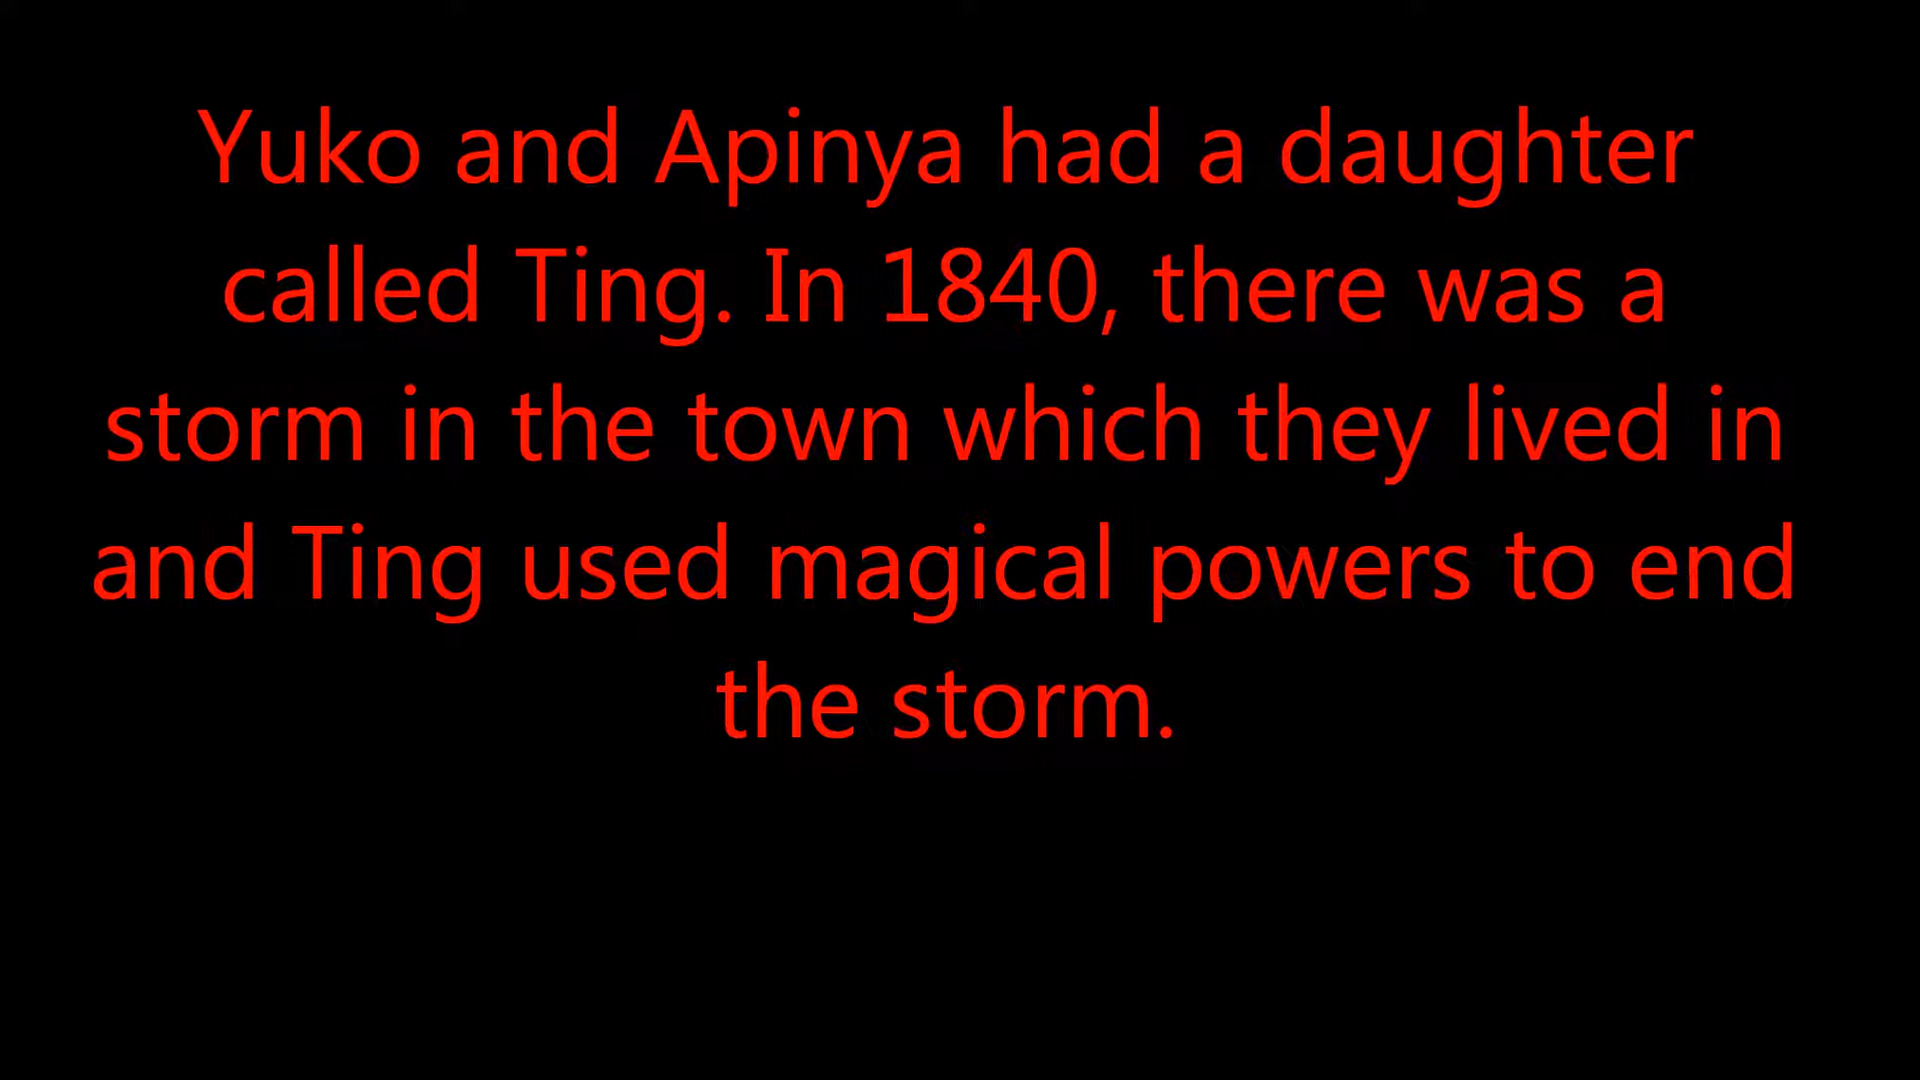 Yuko and Apinya had a daughter
called Ting. In 1840, there was a
storm in the town which they lived in
and Ting used magical powers to end
the storm.